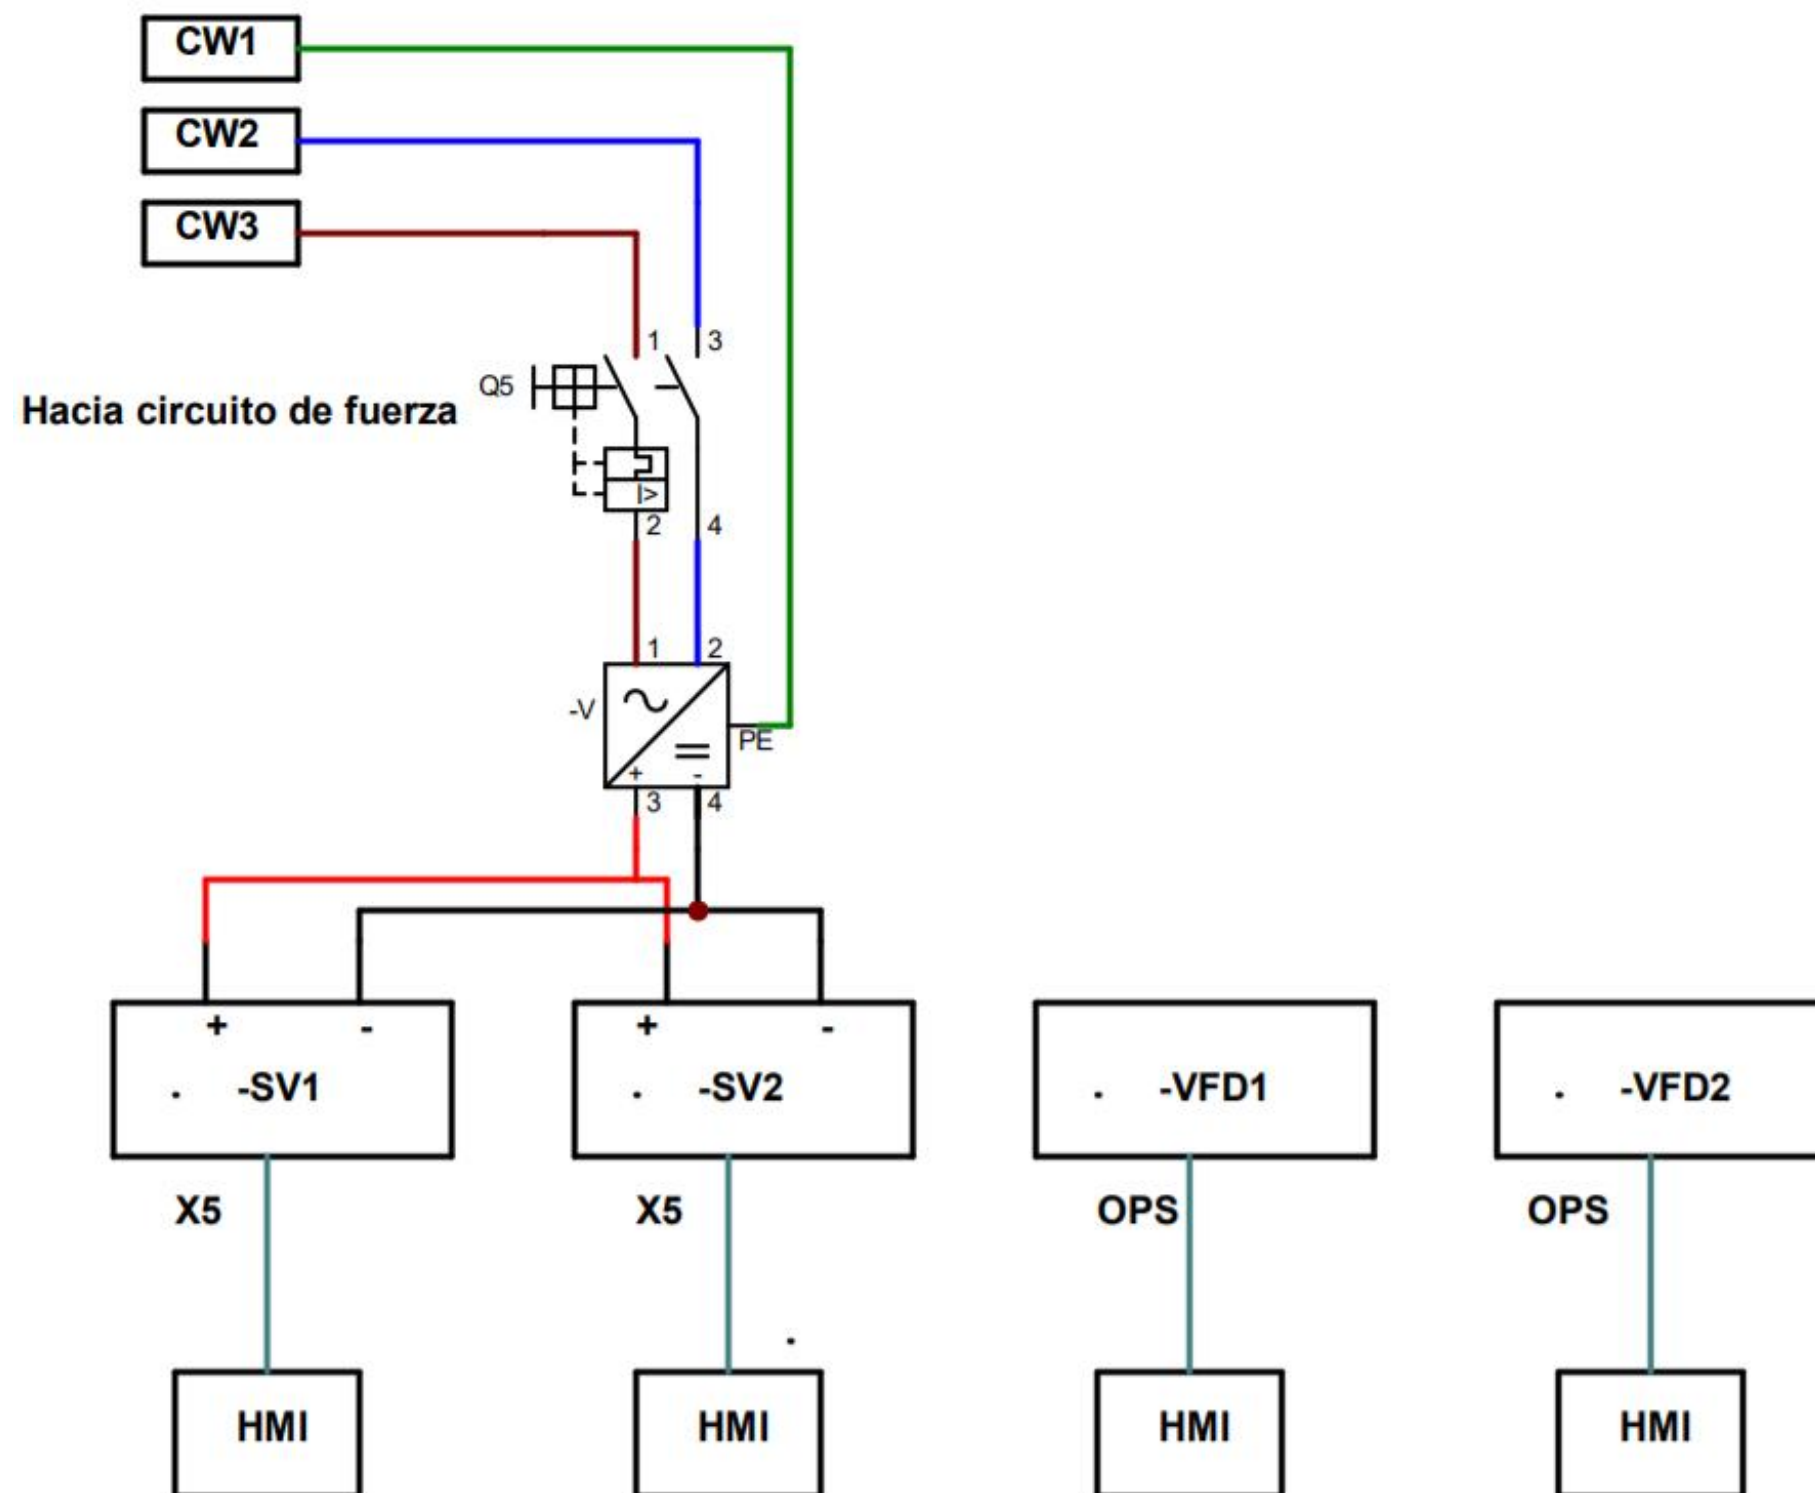 CW1
CW2
CW3
1 3
Q5
Hacia circuito de fuerza
I>
2 4
1 2
-V
PE
+ -
3 4
+ - + -
. -SV1 . -SV2 . -VFD1 . -VFD2
X5 X5 OPS OPS
.
HMI HMI HMI HMI